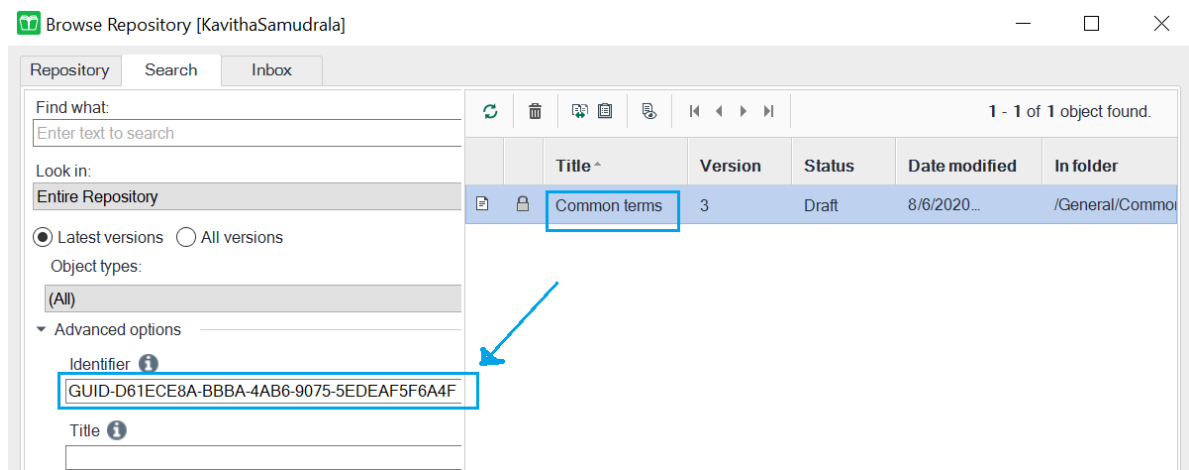 Browse Repository [KavithaSamudrala]
Repository Search Inbox
Find what:
Enter text to search
Look in:
Entire Repository
Latest versions All versions
Object types:
(All)
Advanced options
Identifier
GUID-D61ECE8A-BBBA-4AB6-9075-5EDEAF5F6A4F
Title
1 - 1 of 1 object found.
Title Version Status Date modified In folder
Common terms 3 Draft 8/6/2020... /General/Common